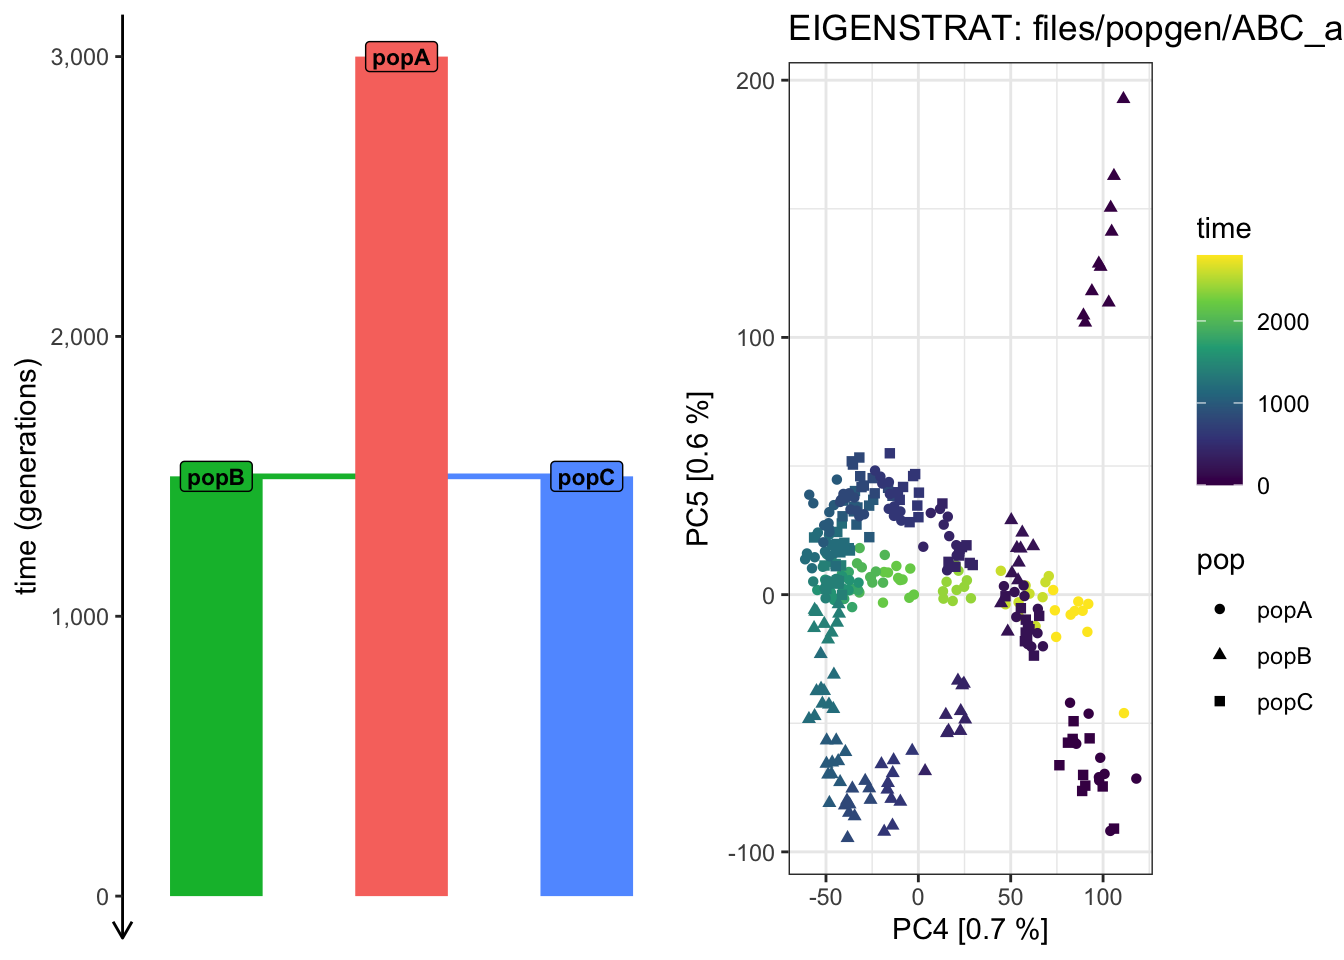 time (generations)
3,000
2,000
1,000
0
popA
popB
popC
EIGENSTRAT: files/popgen/ABC_a
PC5 [0.6 %]
200
100
0
-100
-50
0
50
100
PC4 [0.7 %]
time
2000
1000
0
pop
popA
popB
popC